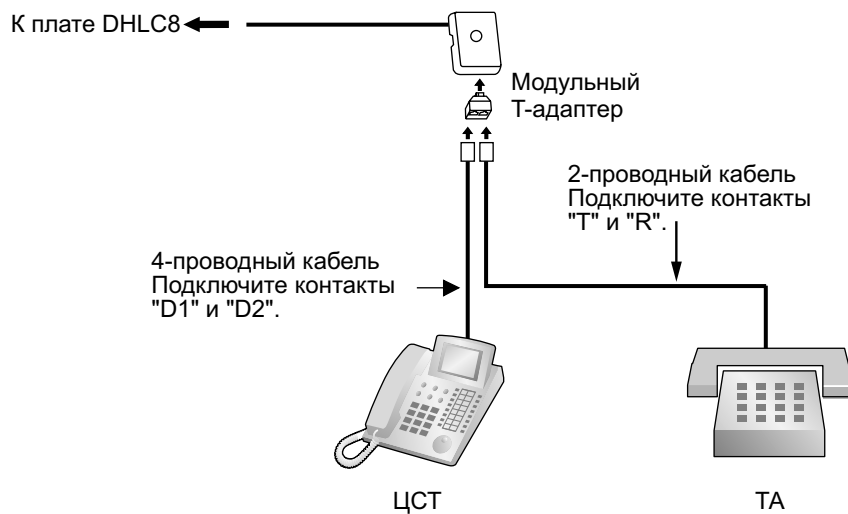 К плате DHLC8
Модульный
Т-адаптер
2-проводный кабель
Подключите контакты
"T" и "R".
4-проводный кабель
Подключите контакты
"D1" и "D2".
ЦСТ
ТА